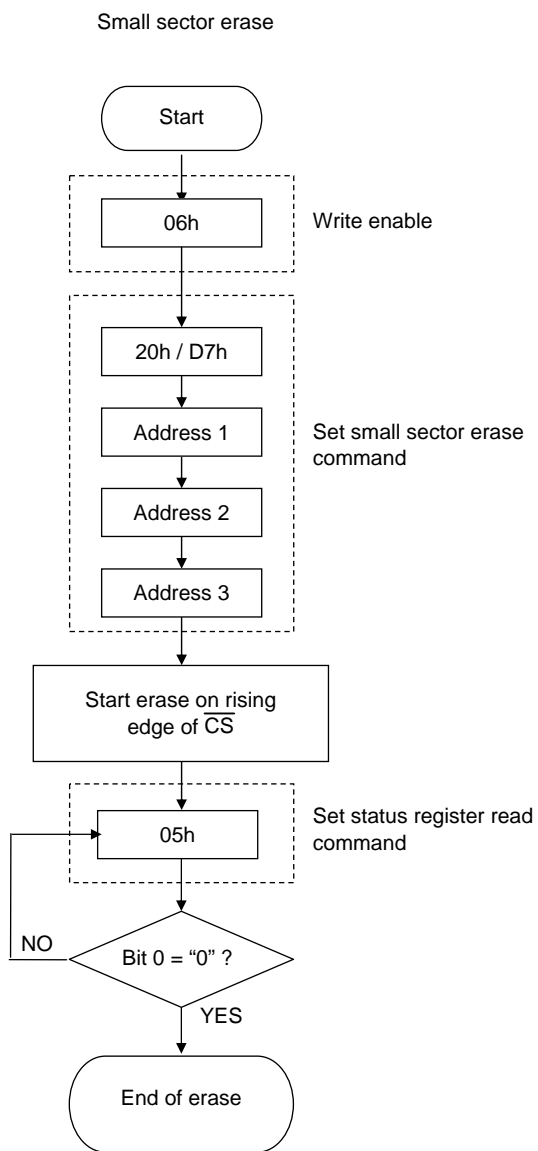 Small sector erase
Start
06h
Write enable
20h / D7h
Address 1
Set small sector erase
command
Address 2
Address 3
Start erase on rising
edge of C̅S̅
Set status register read
command
05h
NO
Bit 0 = “0” ?
YES
End of erase